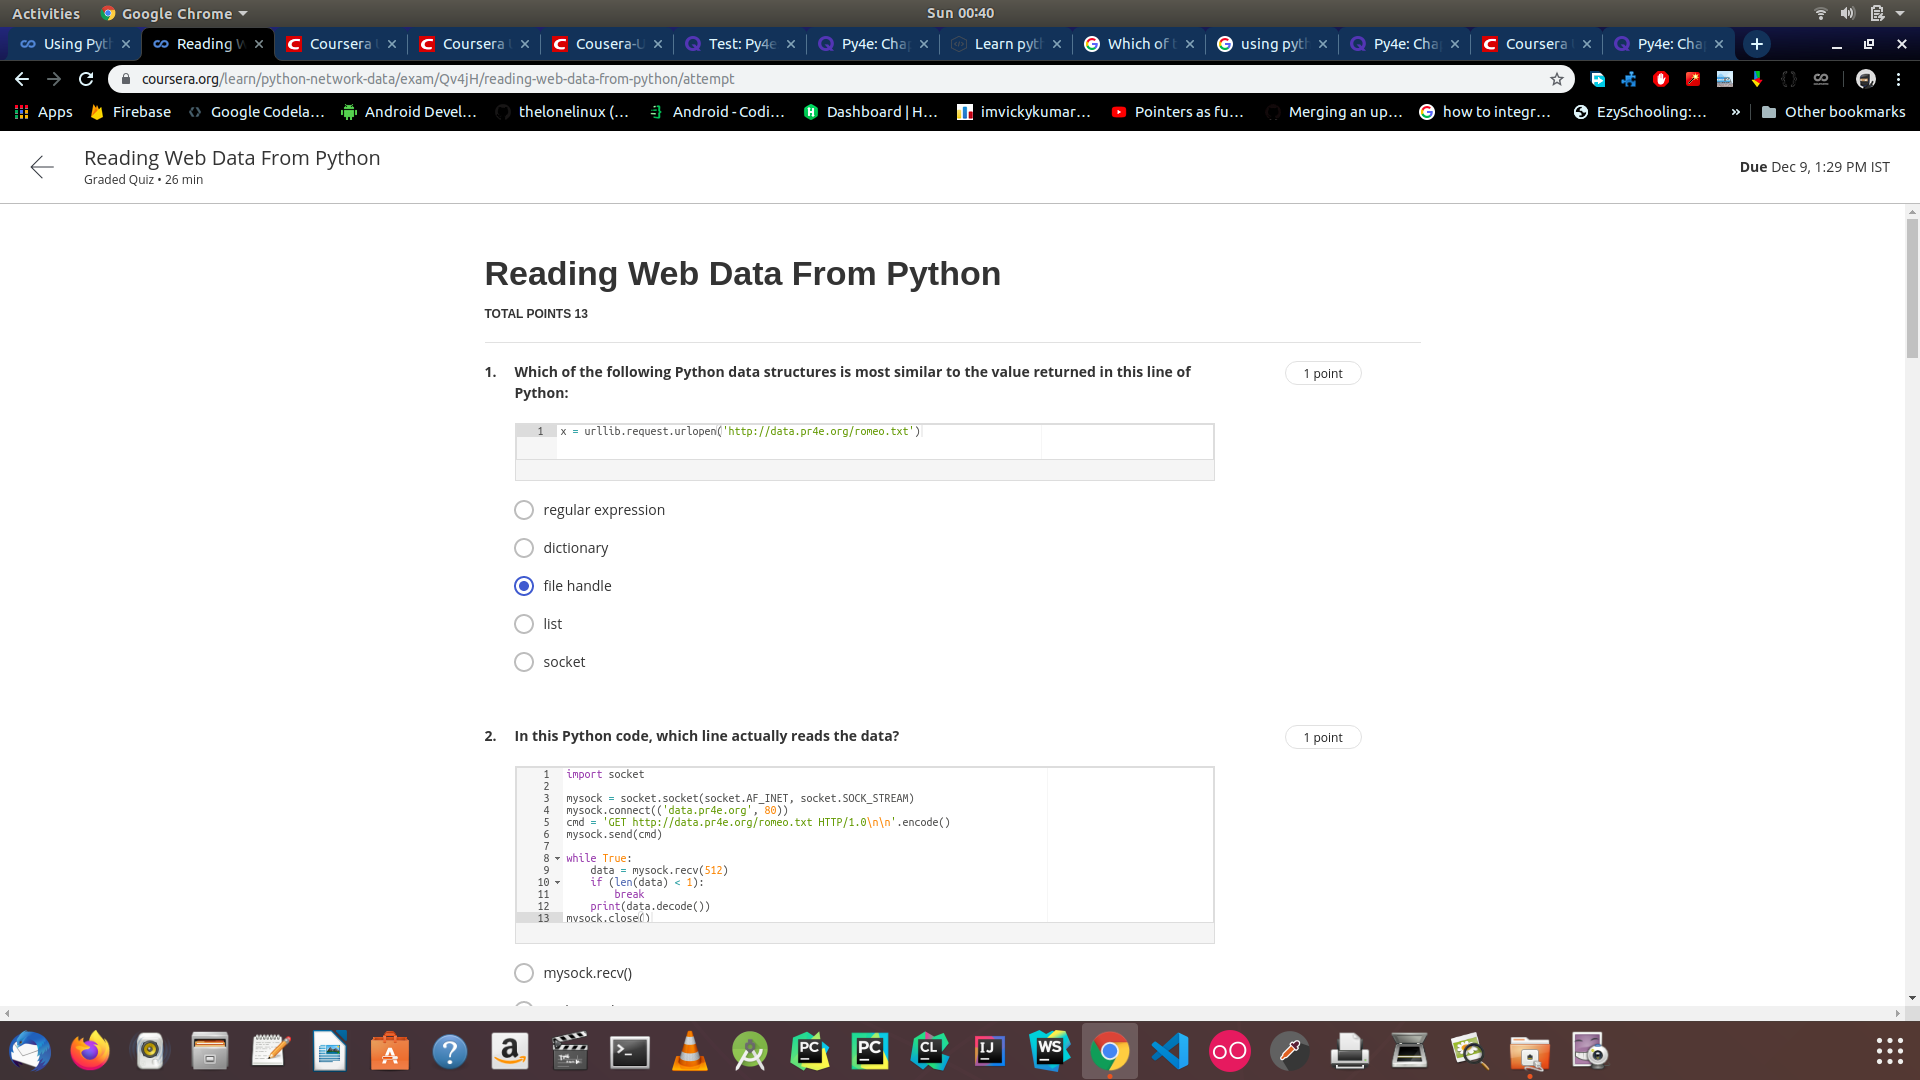 Activities Google Chrome Sun 00:40
Using Pyt Reading W Coursera Coursera Cousera-U Test: Py4e Py4e: Cha Learn pyt Which of using pyt Py4e: Cha Coursera Py4e: Cha
coursera.org/learn/python-network-data/exam/Qv4jH/reading-web-data-from-python/attempt
Apps Firebase Google Codela... Android Devel... thelonelinux (... Android - Codi... Dashboard | H... imvickykumar... Pointers as fu... Merging an up... how to integr... EzySchooling:... » Other bookmarks
Reading Web Data From Python
Graded Quiz • 26 min
Due Dec 9, 1:29 PM IST
Reading Web Data From Python
TOTAL POINTS 13
1. Which of the following Python data structures is most similar to the value returned in this line of
Python:
1 point
1 x = urllib.request.urlopen('http://data.pr4e.org/romeo.txt')
regular expression
dictionary
file handle
list
socket
2. In this Python code, which line actually reads the data?
1 point
1 import socket
2
3 mysock = socket.socket(socket.AF_INET, socket.SOCK_STREAM)
4 mysock.connect(('data.pr4e.org', 80))
5 cmd = 'GET http://data.pr4e.org/romeo.txt HTTP/1.0\n\n'.encode()
6 mysock.send(cmd)
7
8 while True:
9 data = mysock.recv(512)
10 if (len(data) < 1):
11 break
12 print(data.decode())
13 mysock.close()
mysock.recv()